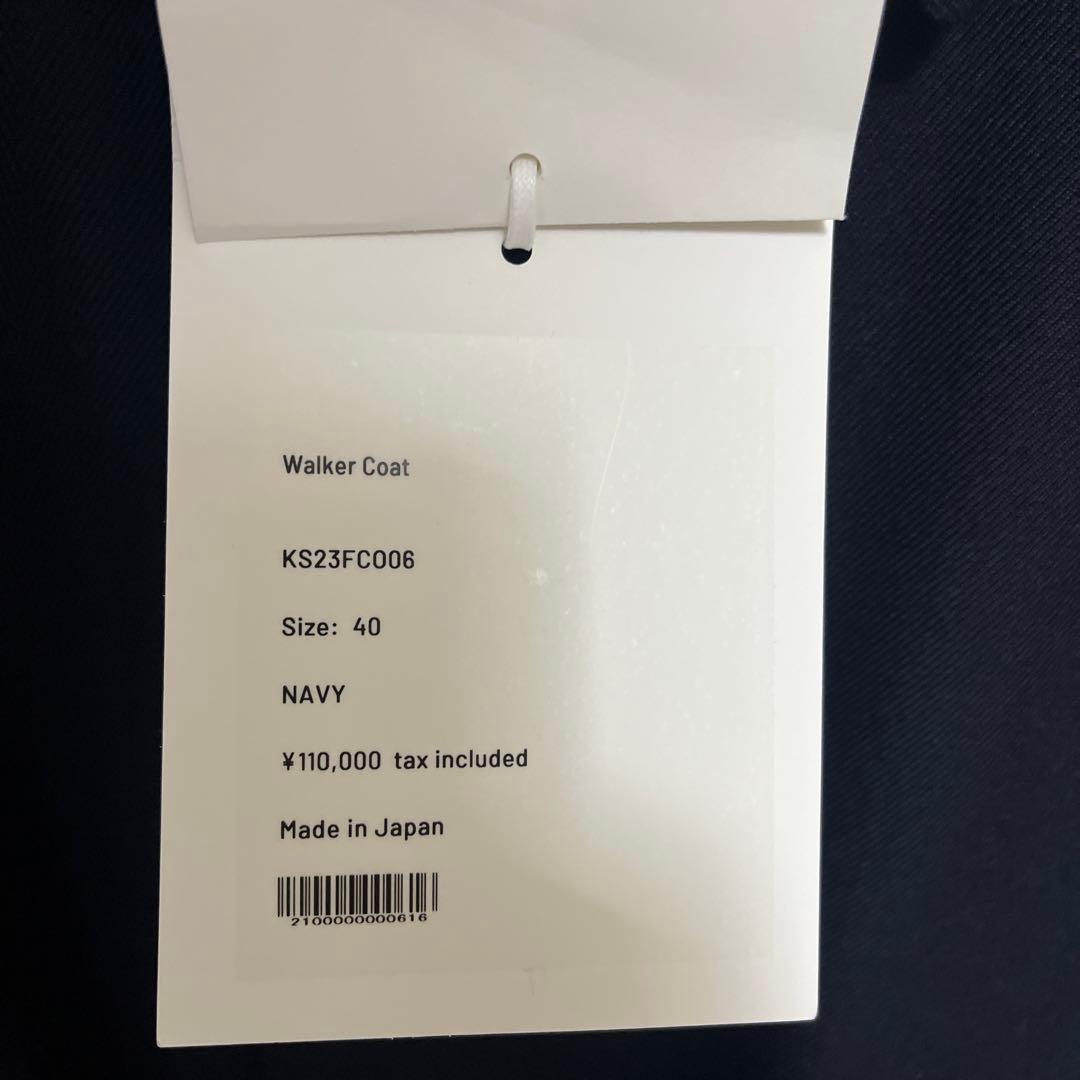 Walker Coat
KS23FC006
Size: 40
NAVY
¥110,000 tax included
Made in Japan
2100000000616